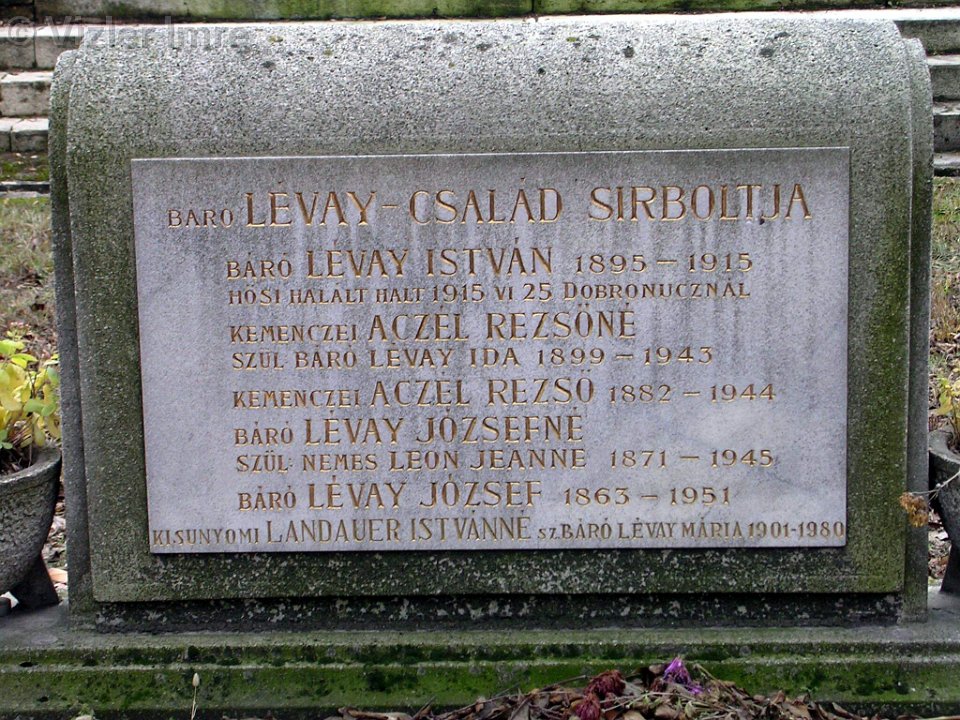 © Vizler Imre
BÁRÓ LÉVAY-CSALÁD SIRBOLTJA
BÁRÓ LÉVAY ISTVÁN 1895-1915
HŐSI HALÁLT HALT 1915 VI 25 DOBRONUCZNÁL
KEMENCZEI ACZÉL REZSŐNÉ
SZÜL BÁRÓ LÉVAY IDA 1899-1943
KEMENCZEI ACZÉL REZSŐ 1882-1944
BÁRÓ LÉVAY JÓZSEFNÉ
SZÜL. NEMES LEON JEANNE 1871-1945
BÁRÓ LÉVAY JÓZSEF 1863-1951
KISUNYOMI LANDAUER ISTVÁNNÉ SZ. BÁRÓ LÉVAY MÁRIA 1901-1980